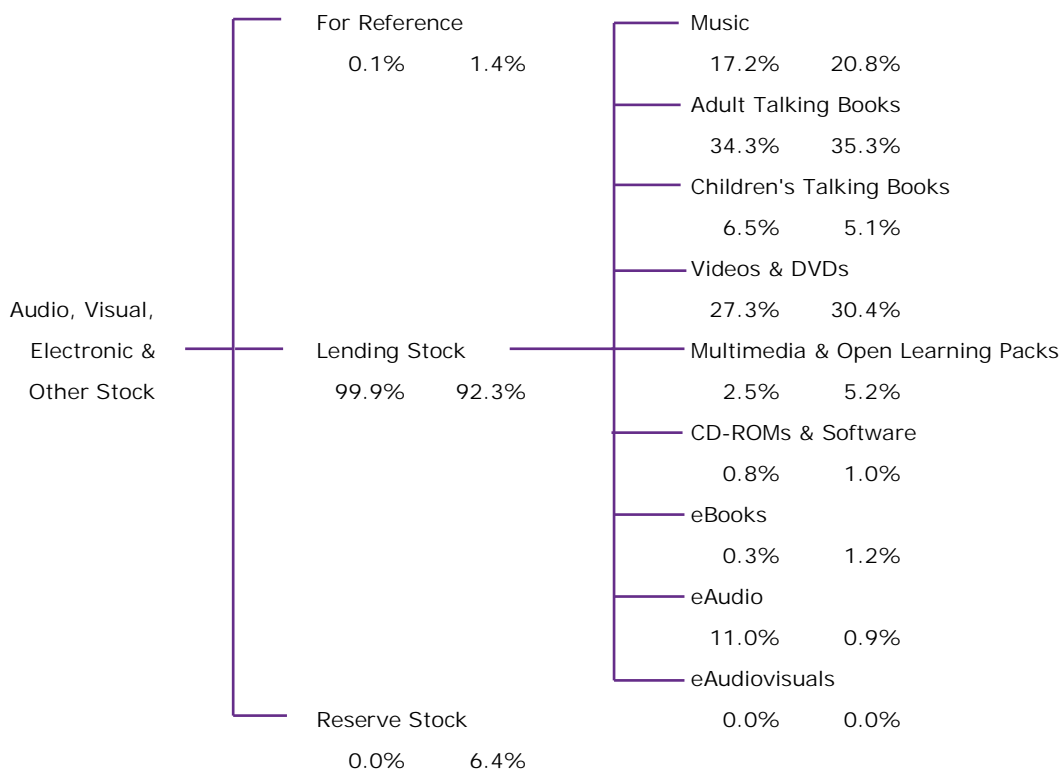 For Reference
0.1% 1.4%
Audio, Visual,
Electronic &
Other Stock
Lending Stock
99.9% 92.3%
Reserve Stock
0.0% 6.4%
Music
17.2% 20.8%
Adult Talking Books
34.3% 35.3%
Children's Talking Books
6.5% 5.1%
Videos & DVDs
27.3% 30.4%
Multimedia & Open Learning Packs
2.5% 5.2%
CD-ROMs & Software
0.8% 1.0%
eBooks
0.3% 1.2%
eAudio
11.0% 0.9%
eAudiovisuals
0.0% 0.0%